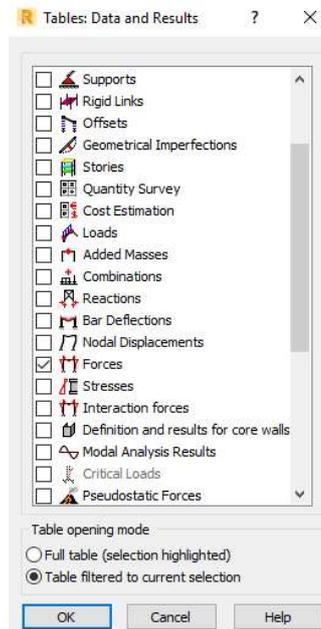 Tables: Data and Results
Supports
Rigid Links
Offsets
Geometrical Imperfections
Stories
Quantity Survey
Cost Estimation
Loads
Added Masses
Combinations
Reactions
Bar Deflections
Nodal Displacements
Forces
Stresses
Interaction forces
Definition and results for core walls
Modal Analysis Results
Critical Loads
Pseudostatic Forces
Table opening mode
Full table (selection highlighted)
Table filtered to current selection
OK Cancel Help